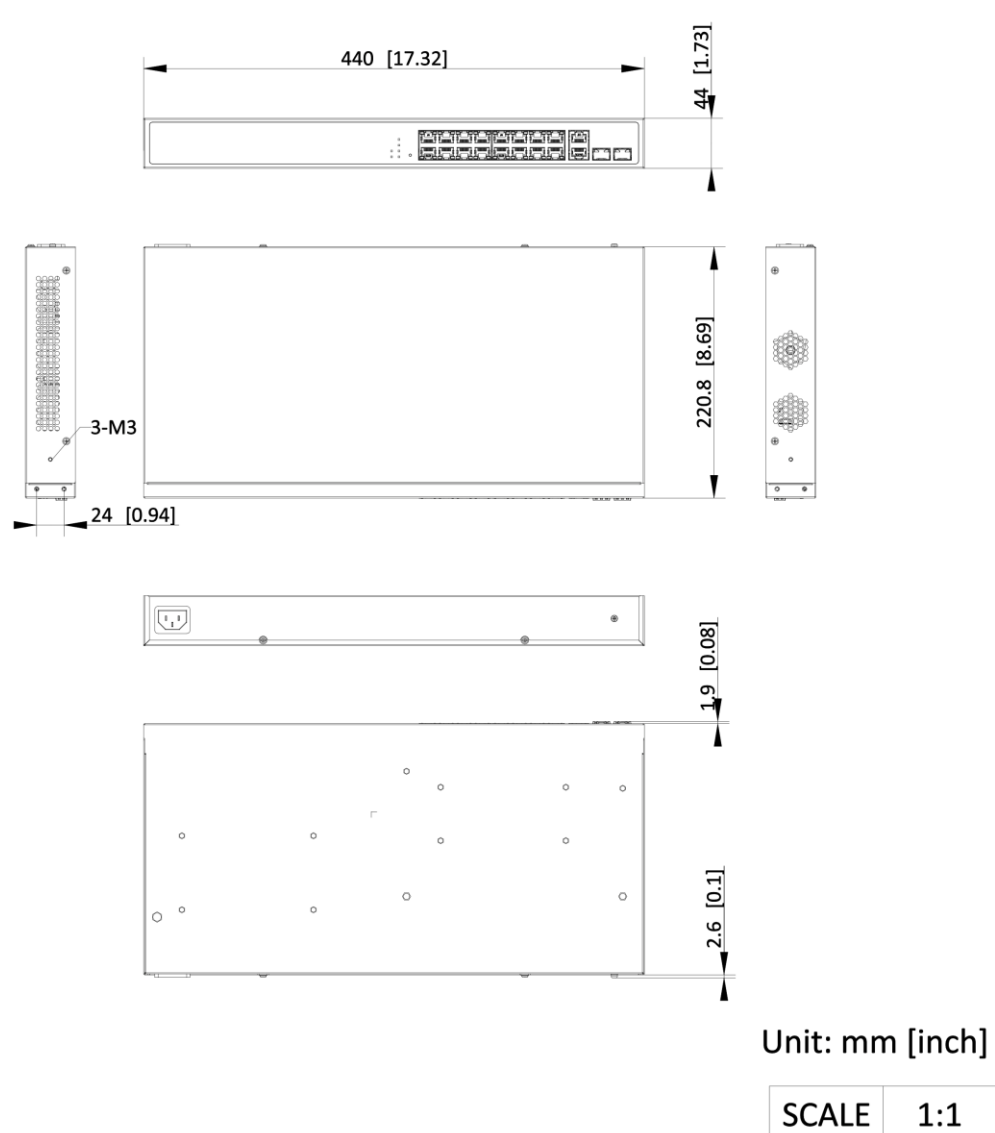 440 [17.32]
44 [1.73]
220.8 [8.69]
3-M3
24 [0.94]
1.9 [0.08]
2.6 [0.1]
Unit: mm [inch]
SCALE 1:1